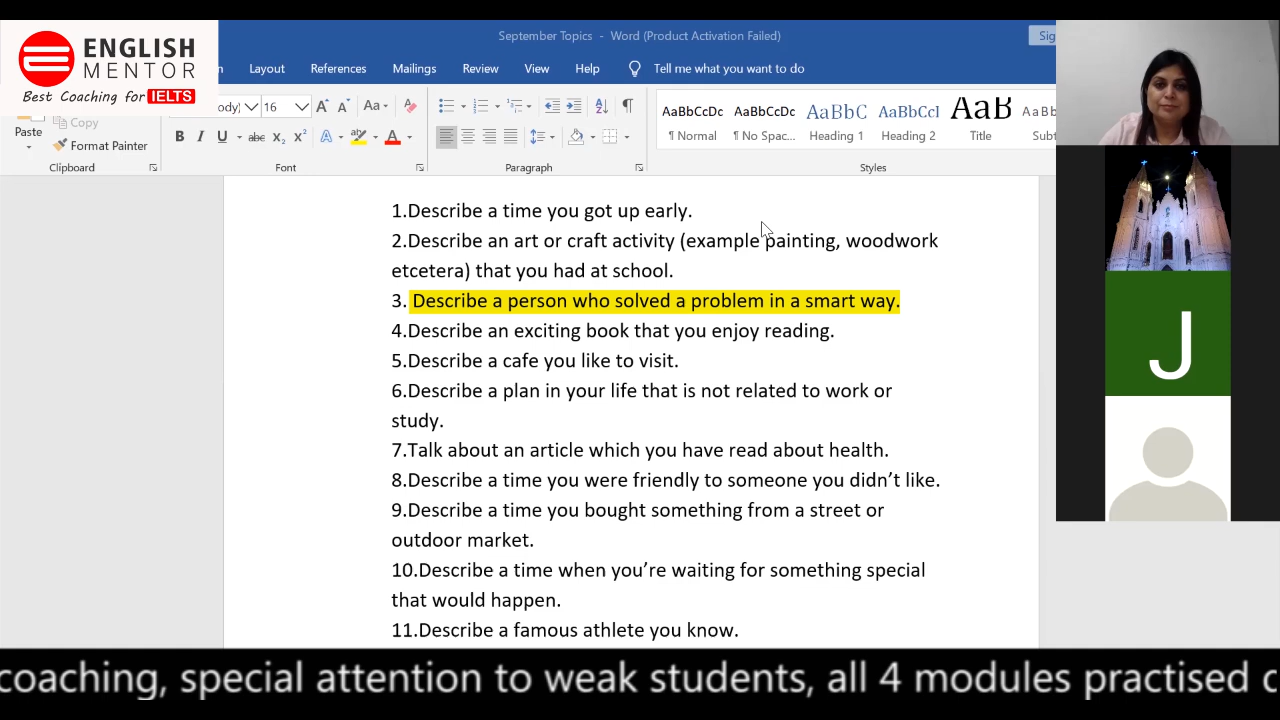 ENGLISH
MENTOR
Best Coaching for IELTS
September Topics - Word (Product Activation Failed)
Layout References Mailings Review View Help Tell me what you want to do
16 Aa
Paste Copy
Format Painter
B I U abc X₂ X² A A
AaBbCcDc AaBbCcDc AaBbC AaBbCcI AaB
¶ Normal ¶ No Spac... Heading 1 Heading 2 Title
Clipboard Font Paragraph Styles
1.Describe a time you got up early.
2.Describe an art or craft activity (example painting, woodwork
etcetera) that you had at school.
3. Describe a person who solved a problem in a smart way.
4.Describe an exciting book that you enjoy reading.
5.Describe a cafe you like to visit.
6.Describe a plan in your life that is not related to work or
study.
7.Talk about an article which you have read about health.
8.Describe a time you were friendly to someone you didn’t like.
9.Describe a time you bought something from a street or
outdoor market.
10.Describe a time when you’re waiting for something special
that would happen.
11.Describe a famous athlete you know.
J
coaching, special attention to weak students, all 4 modules practised